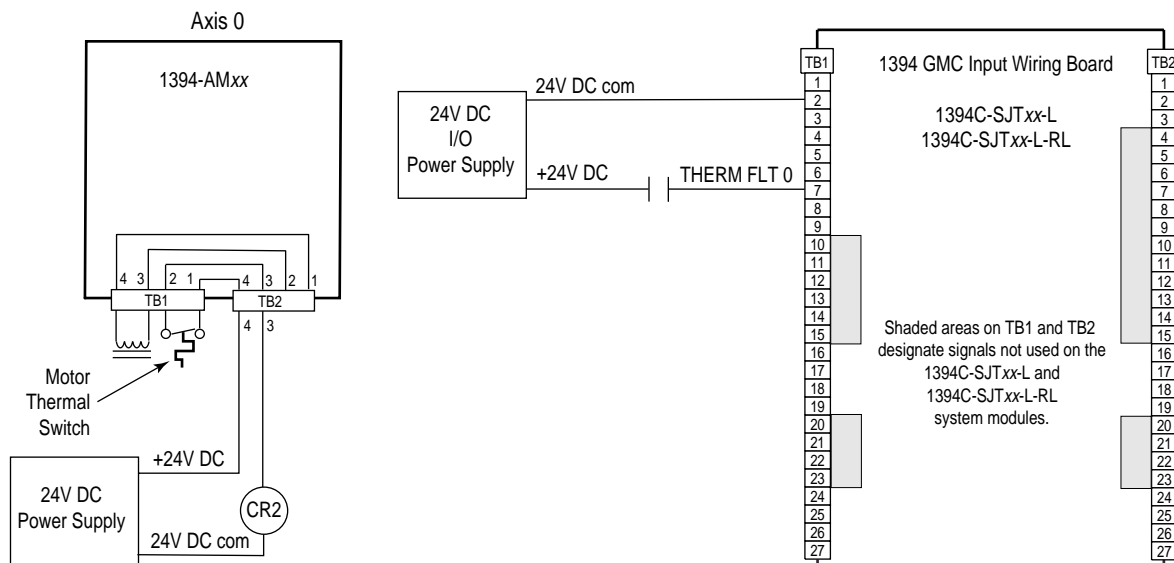 Axis 0
1394-AMxx
4 3 2 1 4 3 2 1
TB1 TB2
4 3
Motor
Thermal
Switch
+24V DC
24V DC
Power Supply
CR2
24V DC com
24V DC com
24V DC
I/O
Power Supply
+24V DC
THERM FLT 0
TB1
1
2
3
4
5
6
7
8
9
10
11
12
13
14
15
16
17
18
19
20
21
22
23
24
25
26
27
1394 GMC Input Wiring Board
1394C-SJTxx-L
1394C-SJTxx-L-RL
Shaded areas on TB1 and TB2
designate signals not used on the
1394C-SJTxx-L and
1394C-SJTxx-L-RL
system modules.
TB2
1
2
3
4
5
6
7
8
9
10
11
12
13
14
15
16
17
18
19
20
21
22
23
24
25
26
27